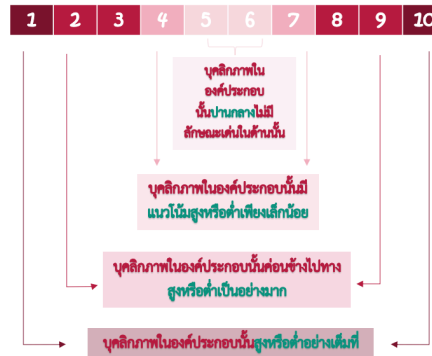 1 2 3 4 5 6 7 8 9 10
บุคลิกภาพใน
องค์ประกอบ
นั้นปานกลางไม่มี
ลักษณะเด่นในด้านนั้น
บุคลิกภาพในองค์ประกอบนั้นมี
แนวโน้มสูงหรือต่ำเพียงเล็กน้อย
บุคลิกภาพในองค์ประกอบนั้นค่อนข้างไปทาง
สูงหรือต่ำเป็นอย่างมาก
บุคลิกภาพในองค์ประกอบนั้นสูงหรือต่ำอย่างเต็มที่